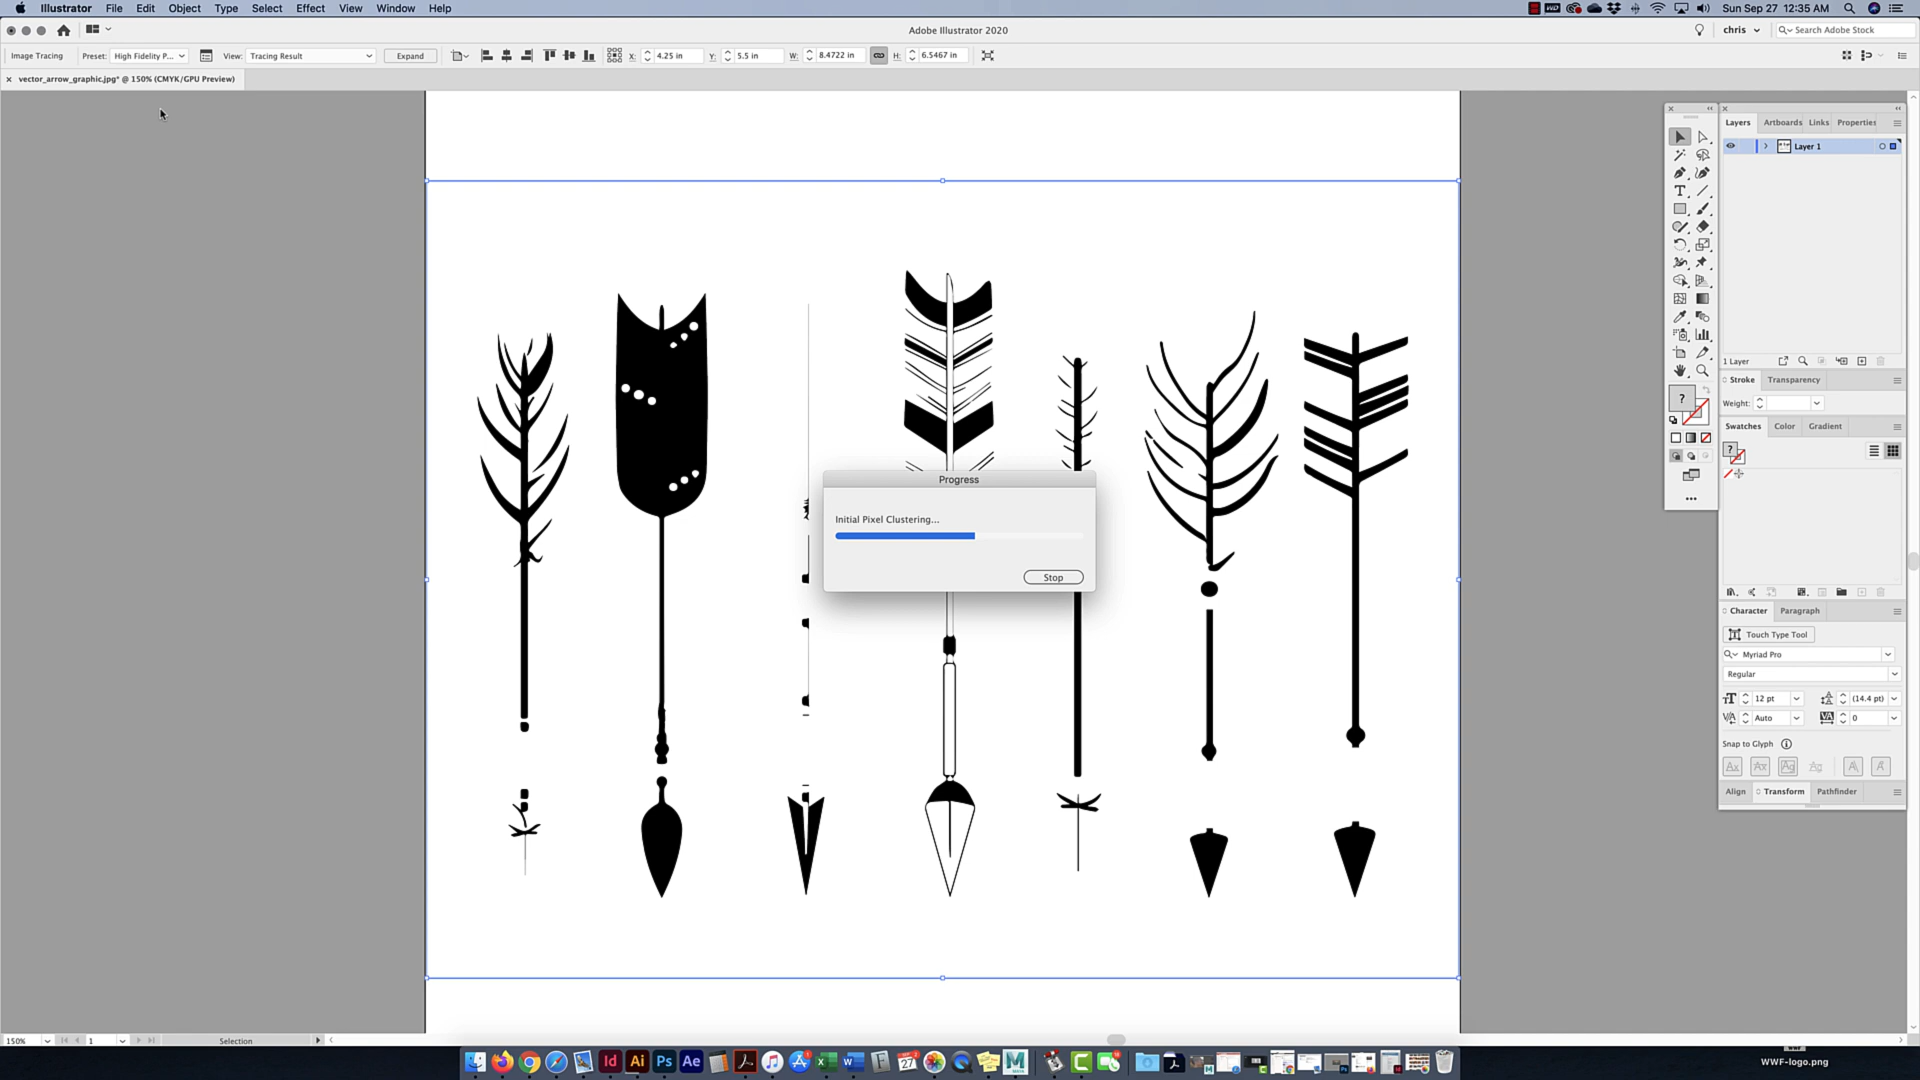 Illustrator File Edit Object Type Select Effect View Window Help
Sun Sep 27 12:35 AM
Adobe Illustrator 2020
chris
Search Adobe Stock
Image Tracing Preset: High Fidelity P... View: Tracing Result Expand X: 4.25 in Y: 5.5 in W: 8.4722 in H: 6.5467 in
vector_arrow_graphic.jpg* @ 150% (CMYK/GPU Preview)
Layers Artboards Links Properties
Layer 1
1 Layer
Stroke Transparency
Weight:
Swatches Color Gradient
Progress
Initial Pixel Clustering...
Stop
Character Paragraph
Touch Type Tool
Myriad Pro
Regular
12 pt (14.4 pt)
Auto 0
Snap to Glyph
Align Transform Pathfinder
150% 1 Selection
Id Ai Ps Ae
WWF-logo.png